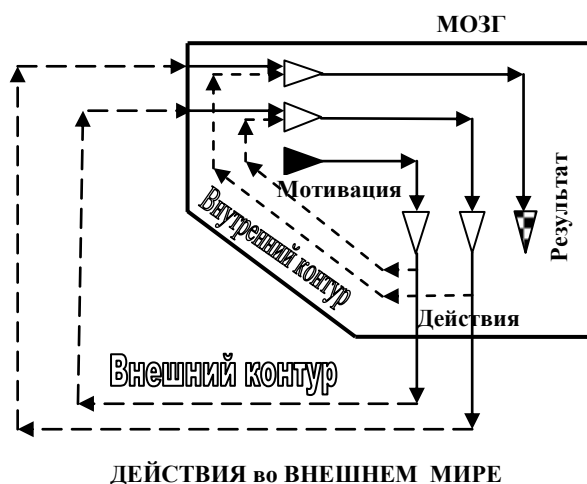 МОЗГ
Мотивация
Результат
Внутренний контур
Действия
Внешний контур
ДЕЙСТВИЯ во ВНЕШНЕМ МИРЕ